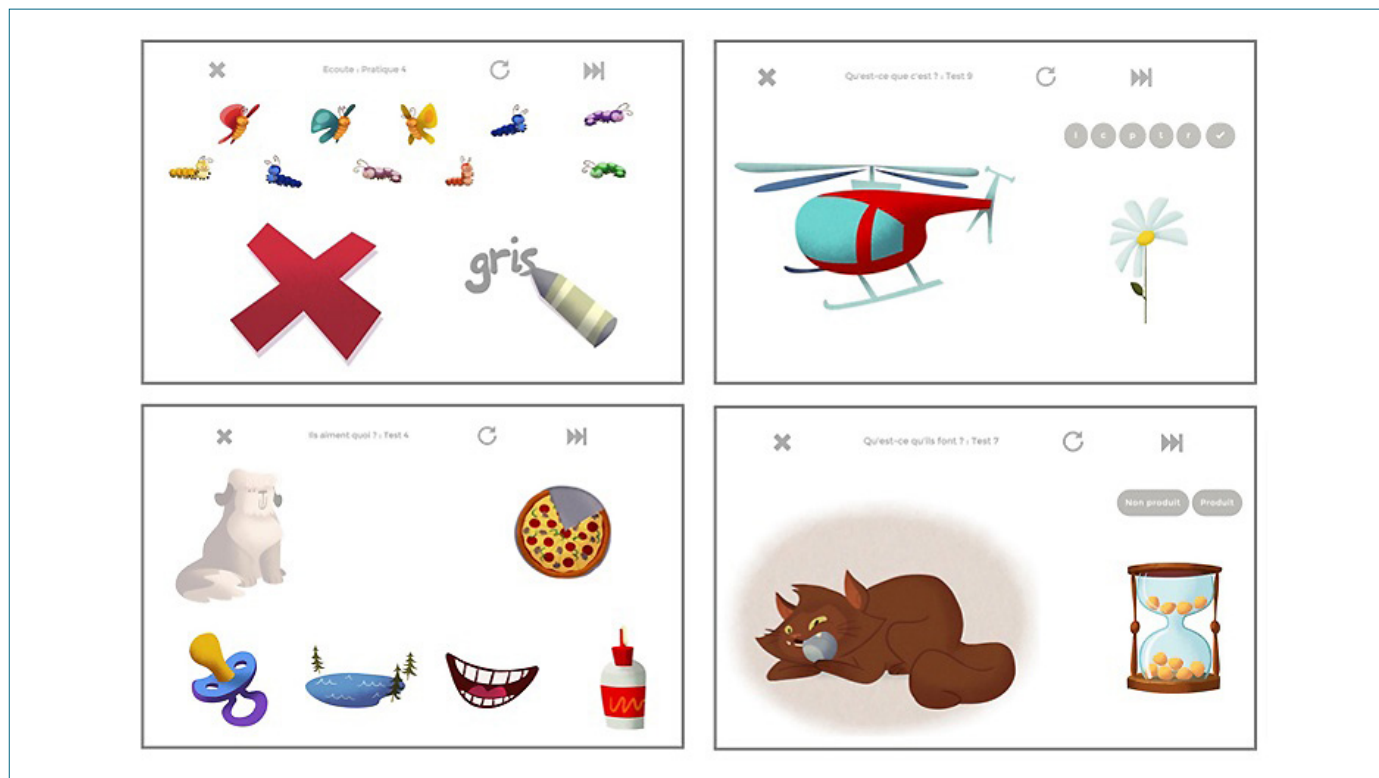 Ecoute : Pratique 4
gris
Qu'est-ce que c'est ? : Test 9
l c p t r
Ils aiment quoi ? : Test 4
Qu'est-ce qu'ils font ? : Test 7
Non produit
Produit